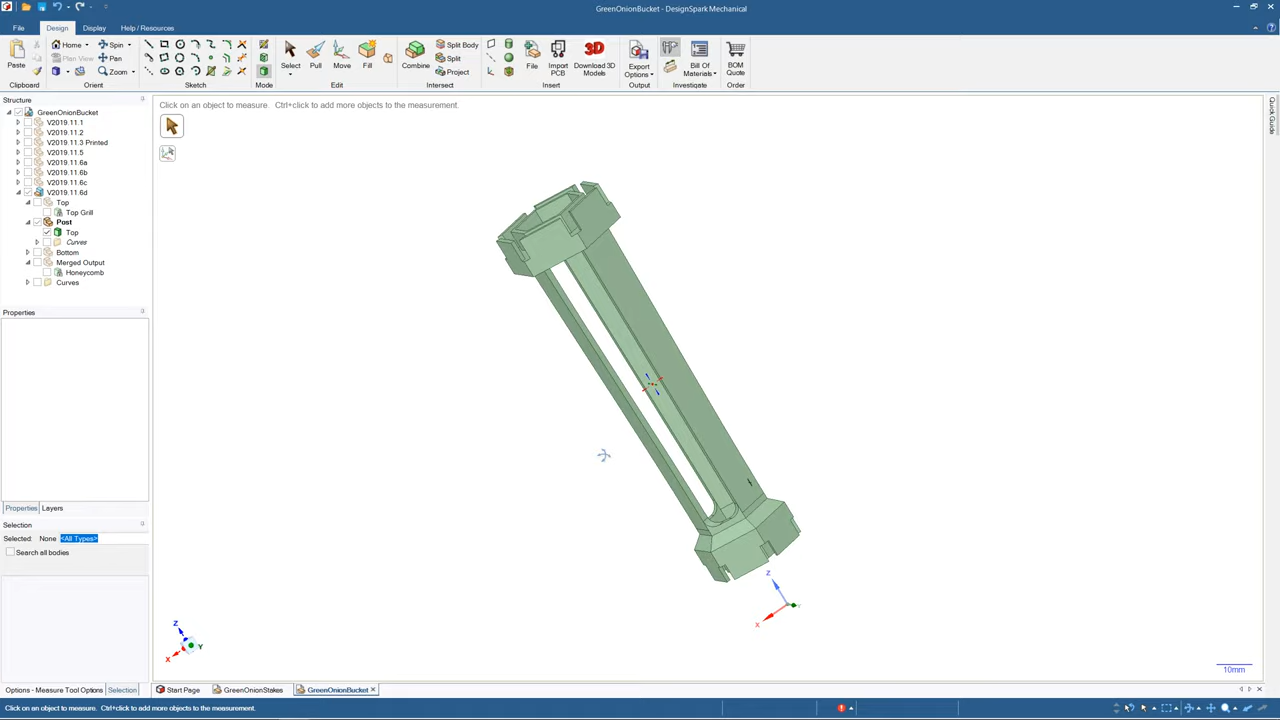 GreenOnionBucket - DesignSpark Mechanical
File Design Display Help / Resources
Paste
Home Spin
Plan View Pan
Zoom
Select Pull Move Fill
Combine Split Body
Split
Project
File Import PCB Download 3D Models
3D
Export Options
Bill Of Materials
BOM Quote
Clipboard Orient Sketch Mode Edit Intersect Insert Output Investigate Order
Structure
Click on an object to measure. Ctrl+click to add more objects to the measurement.
Quick Guide
GreenOnionBucket
V2019.11.1
V2019.11.2
V2019.11.3 Printed
V2019.11.5
V2019.11.6a
V2019.11.6b
V2019.11.6c
V2019.11.6d
Top
Top Grill
Post
Top
Curves
Bottom
Merged Output
Honeycomb
Curves
Properties
Properties Layers
Selection
Selected: None <All Types>
Search all bodies
Z
Y
X
Z
Y
X
10mm
Options - Measure Tool Options Selection
Start Page GreenOnionStakes GreenOnionBucket
Click on an object to measure. Ctrl+click to add more objects to the measurement.